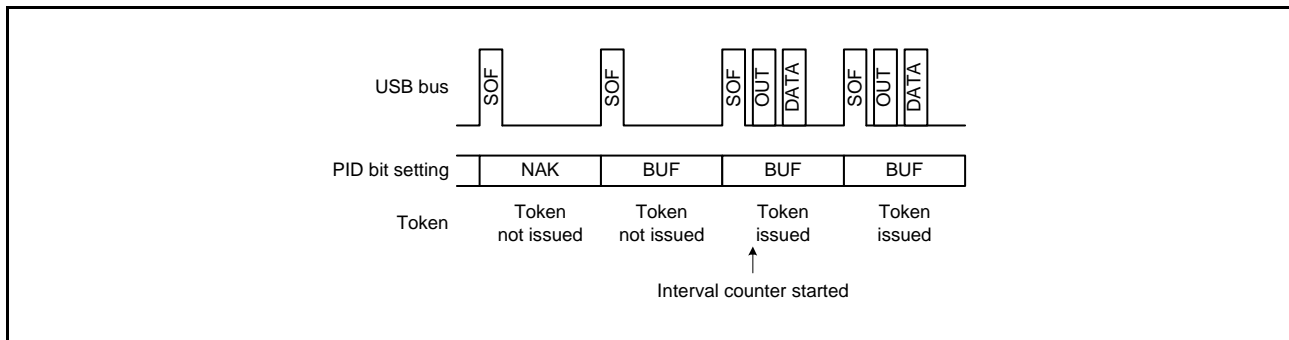 USB bus
SOF
SOF
SOF
OUT
DATA
SOF
OUT
DATA
PID bit setting
NAK
BUF
BUF
BUF
Token
Token
not issued
Token
not issued
Token
issued
Token
issued
Interval counter started